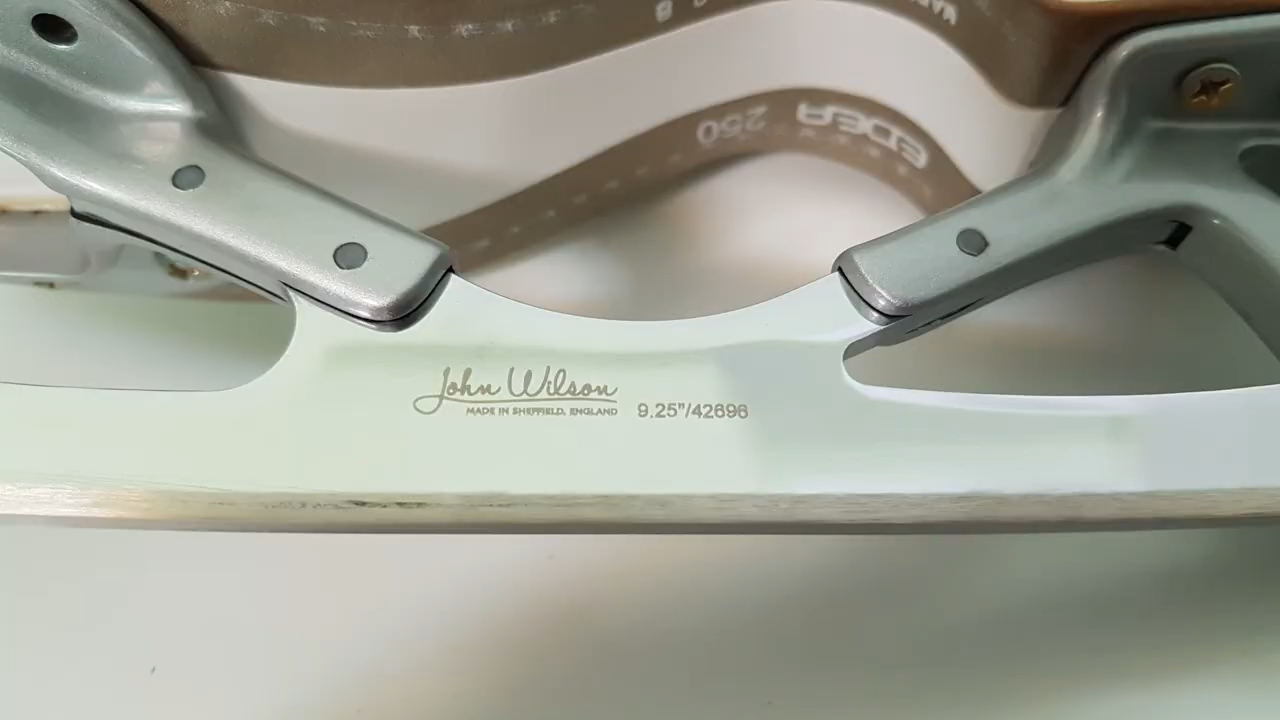 EDEA
250
John Wilson
MADE IN SHEFFIELD, ENGLAND
9.25"/42696